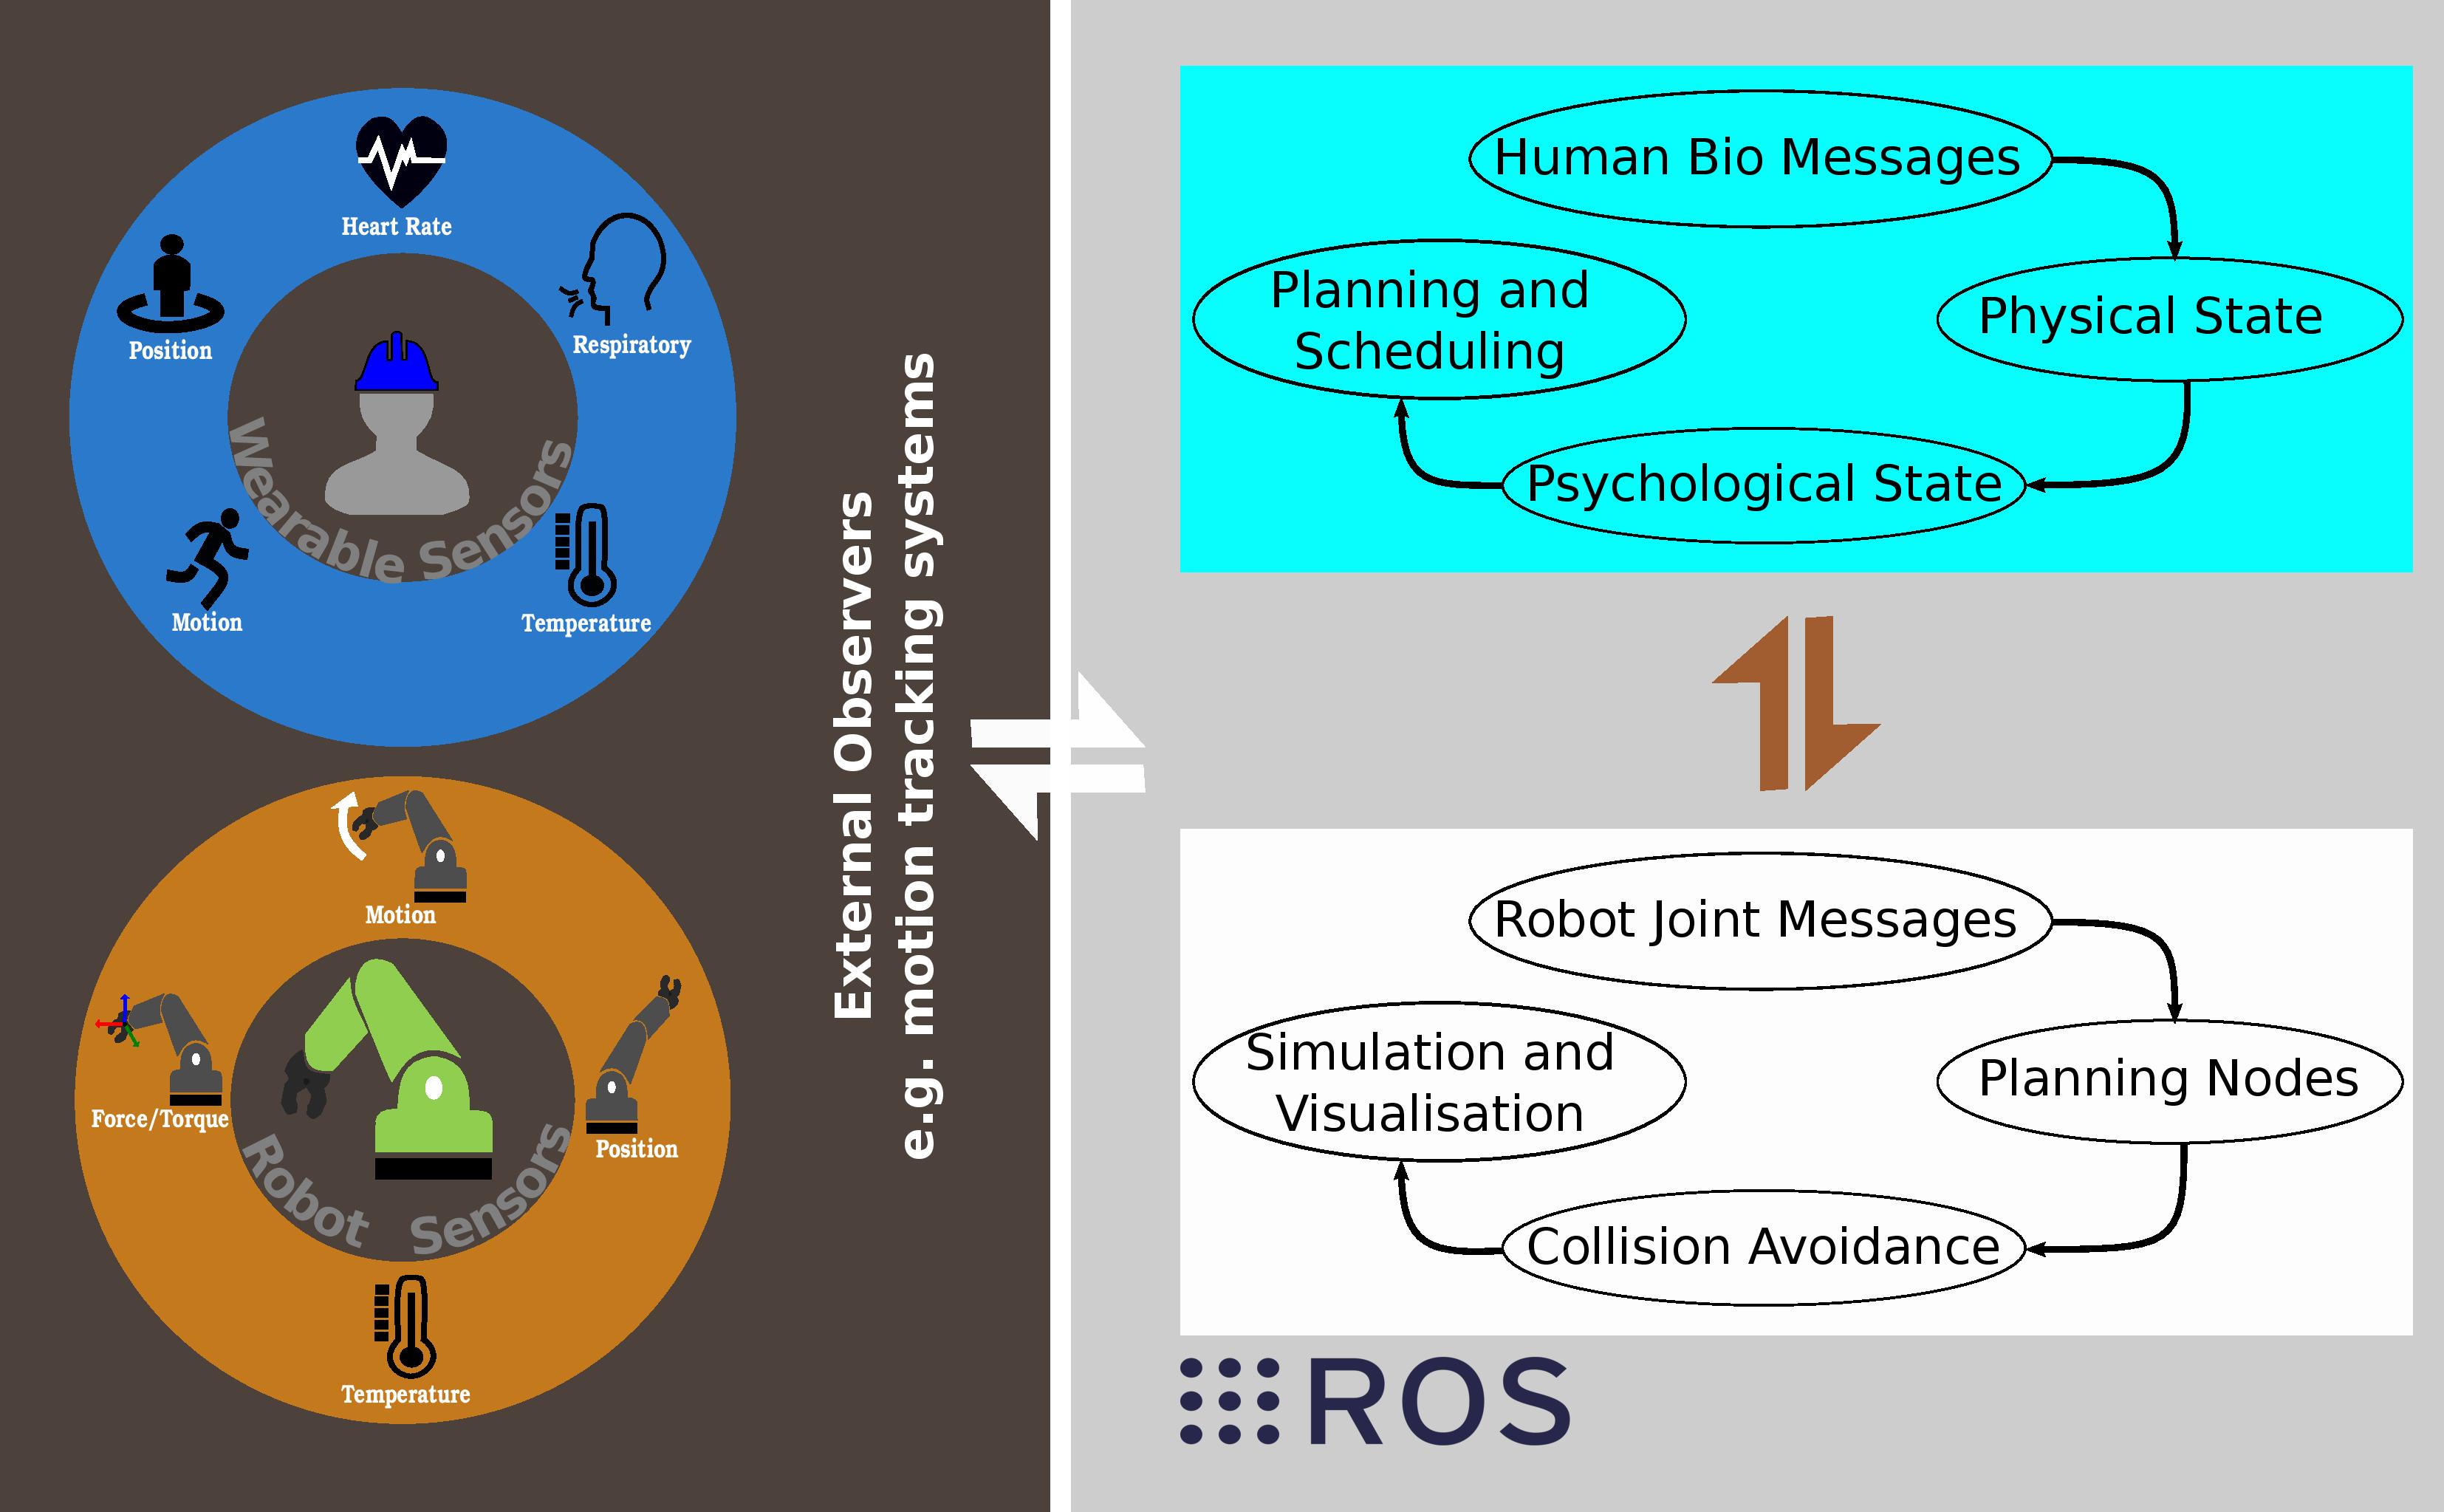 Heart Rate
Respiratory
Position
Wearable Sensors
Motion
Temperature
Motion
Force/Torque
Position
Robot Sensors
Temperature
External Observers
e.g. motion tracking systems
Human Bio Messages
Physical State
Planning and
Scheduling
Psychological State
Robot Joint Messages
Planning Nodes
Simulation and
Visualisation
Collision Avoidance
ROS